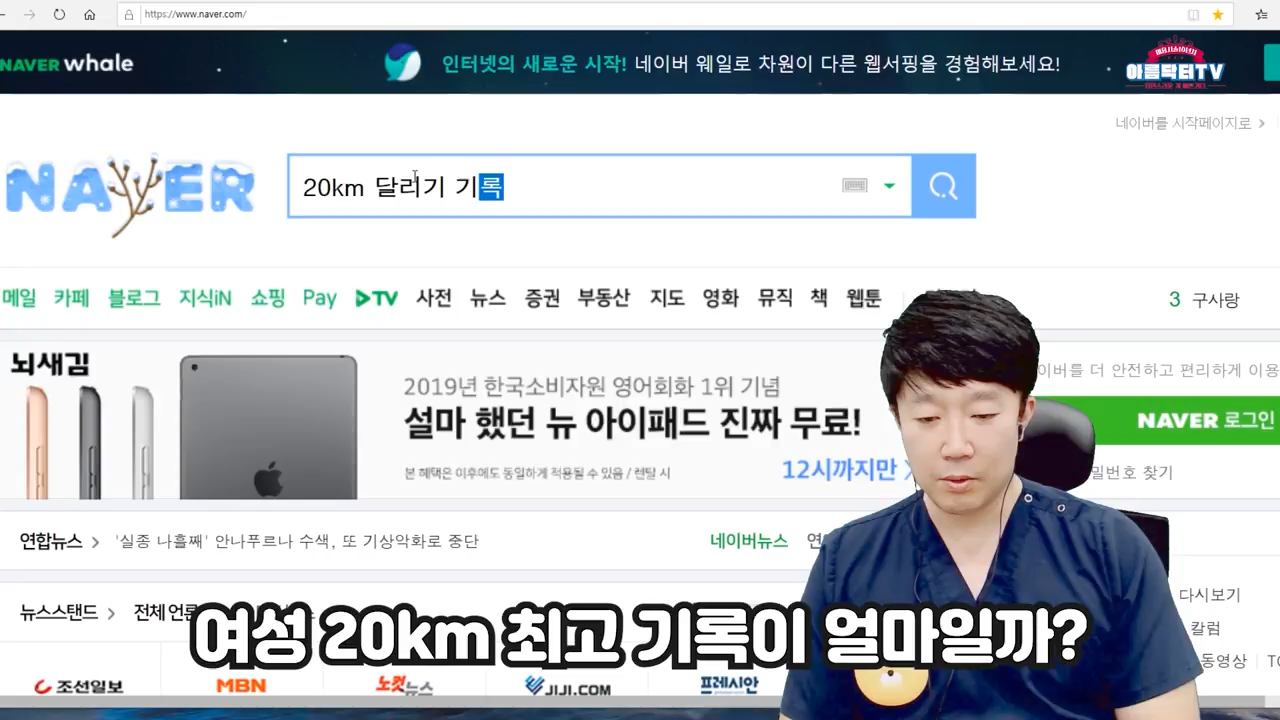 https://www.naver.com/
NAVER whale
인터넷의 새로운 시작! 네이버 웨일로 차원이 다른 웹서핑을 경험해보세요!
아름닥터TV
네이버를 시작페이지로
NAVER
20km 달리기 기록
메일 카페 블로그 지식iN 쇼핑 Pay TV 사전 뉴스 증권 부동산 지도 영화 뮤직 책 웹툰
3 구사랑
뇌새김
2019년 한국소비자원 영어회화 1위 기념
설마 했던 뉴 아이패드 진짜 무료!
본 혜택은 이후에도 동일하게 적용될 수 있음 / 렌탈 시
12시까지만
이버를 더 안전하고 편리하게 이용
NAVER 로그인
밀번호 찾기
연합뉴스 '실종 나흘째' 안나푸르나 수색, 또 기상악화로 중단
네이버뉴스
다시보기
뉴스스탠드 전체언론
칼럼
여성 20km 최고 기록이 얼마일까?
동영상
조선일보 MBN 노컷뉴스 JIJI.COM 프레시안